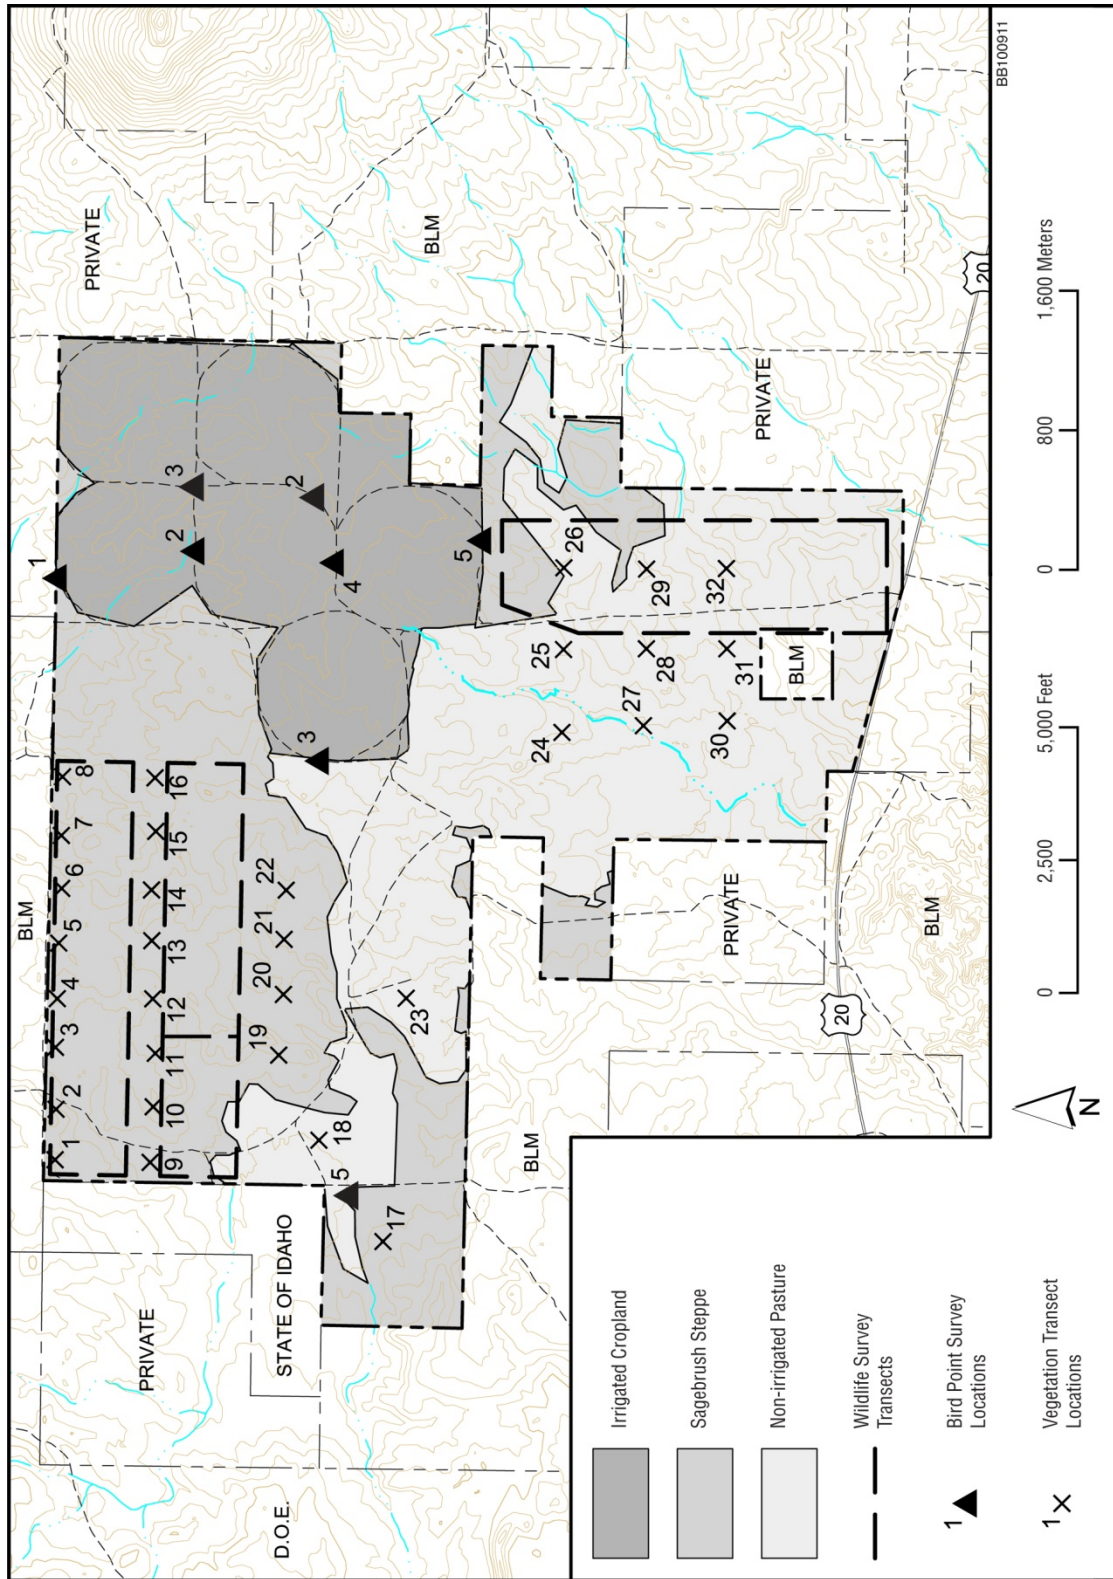 BLM
1
1 2 3 4 5 6 7 8
PRIVATE
PRIVATE
9 10 11 12 13 14 15 16
2 3
19 20 21 22
D.O.E.
STATE OF IDAHO
2
3
18
5
4
17
23
BLM
5
BLM
24 25 26
27 28 29
30 31 32
PRIVATE
PRIVATE
BLM
20
BLM
20
BB100911
Irrigated Cropland
Sagebrush Steppe
Non-irrigated Pasture
Wildlife Survey
Transects
1
Bird Point Survey
Locations
1
Vegetation Transect
Locations
N
0 2,500 5,000 Feet
0 800 1,600 Meters